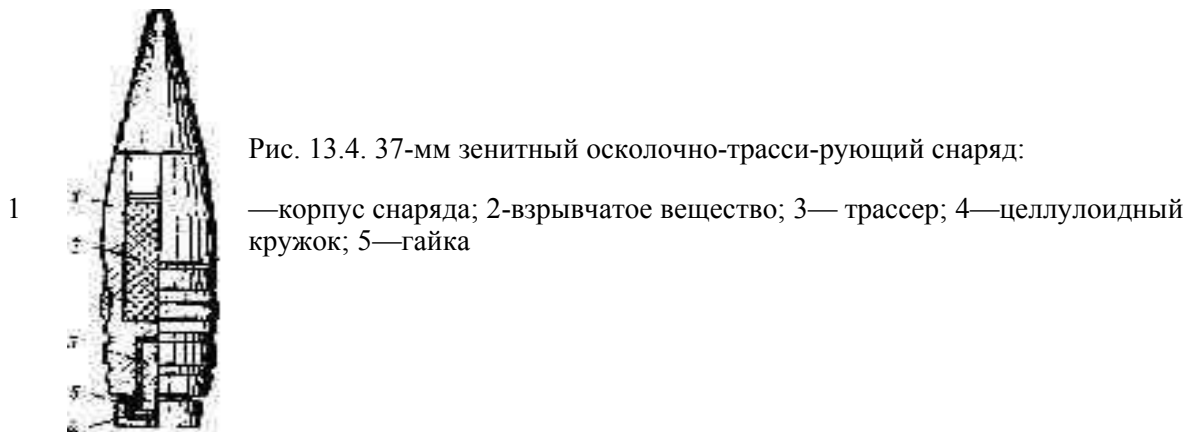 Рис. 13.4. 37-мм зенитный осколочно-трасси-рующий снаряд:
1 —корпус снаряда; 2-взрывчатое вещество; 3— трассер; 4—целлулоидный
кружок; 5—гайка